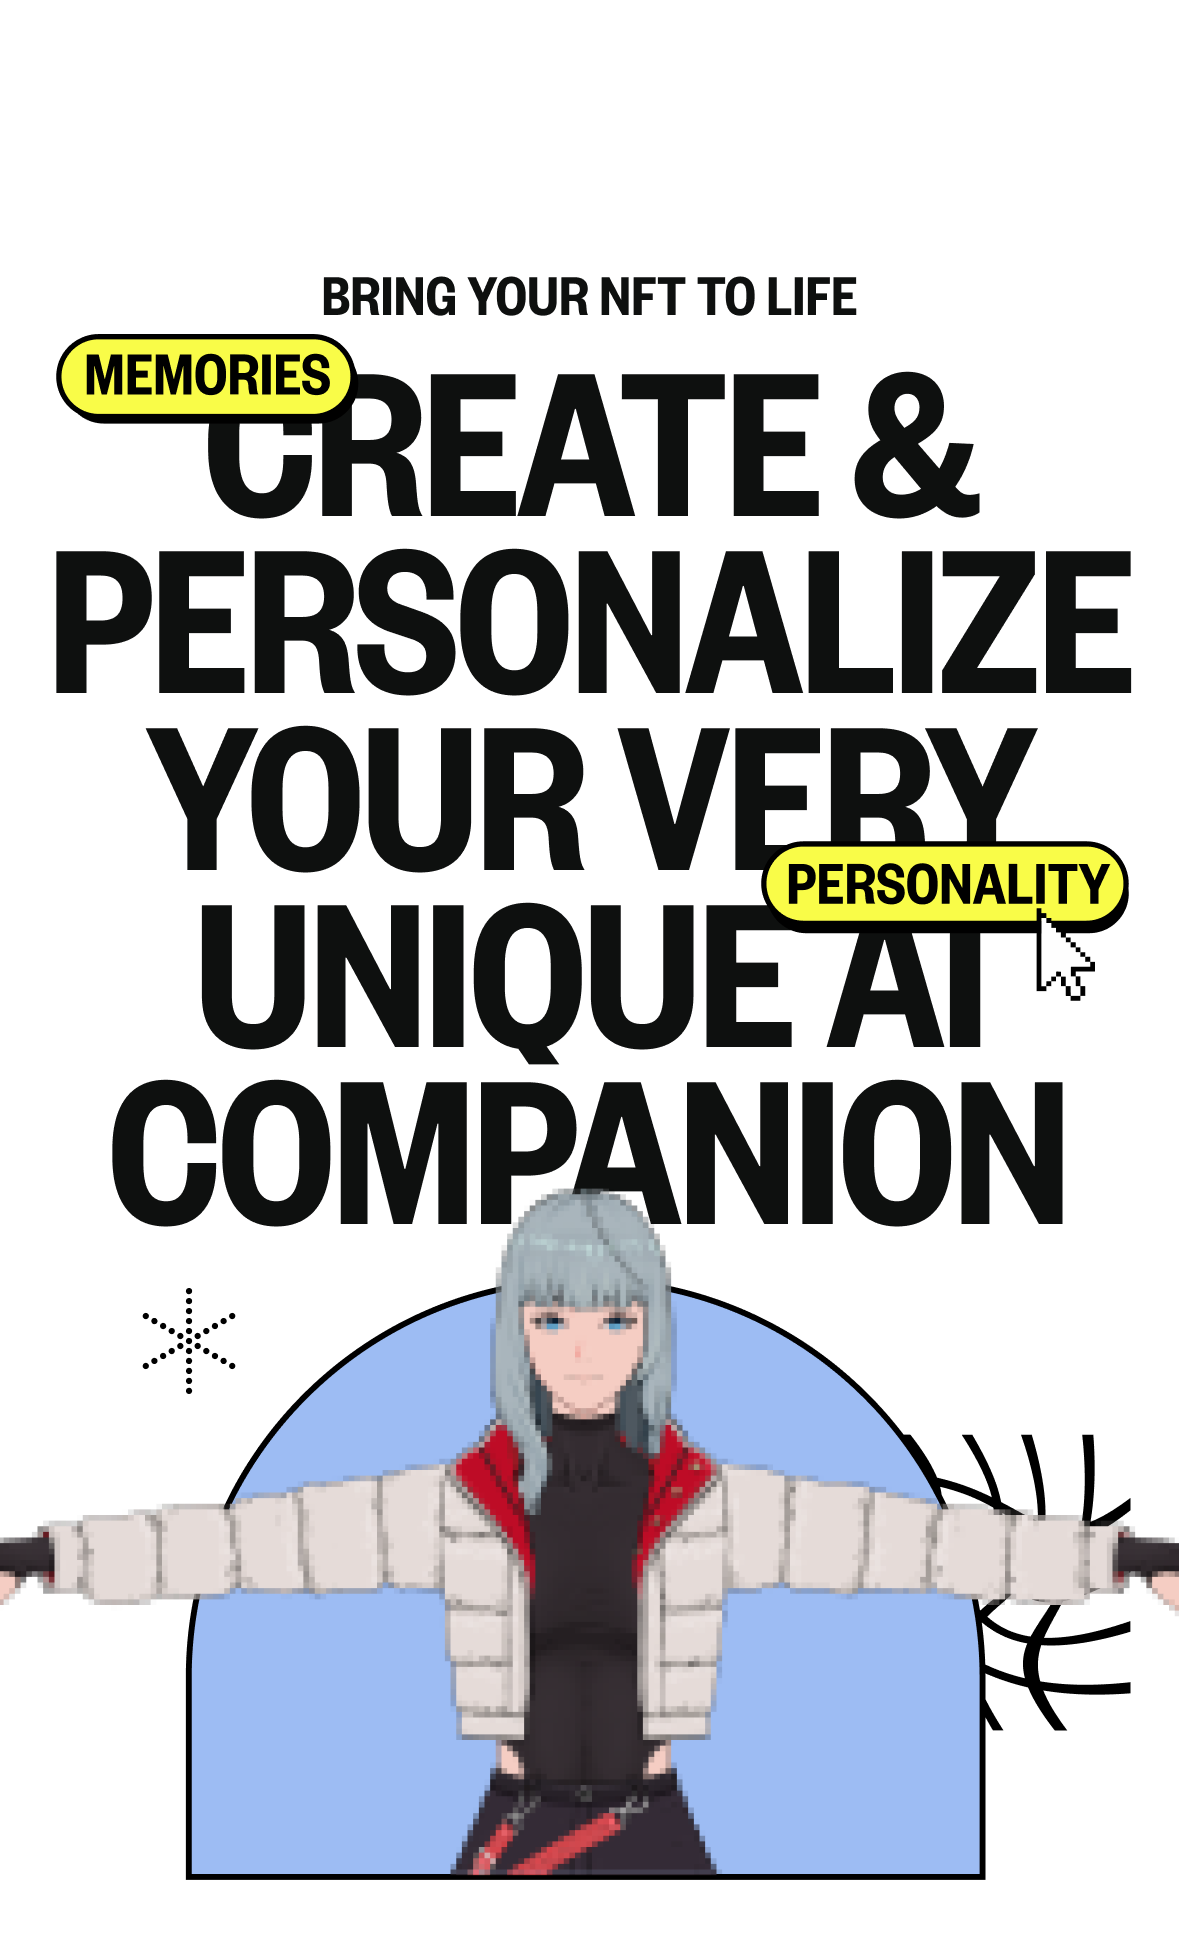 BRING YOUR NFT TO LIFE
MEMORIES
CREATE &
PERSONALIZE
YOUR VERY
PERSONALITY
UNIQUE AI
COMPANION